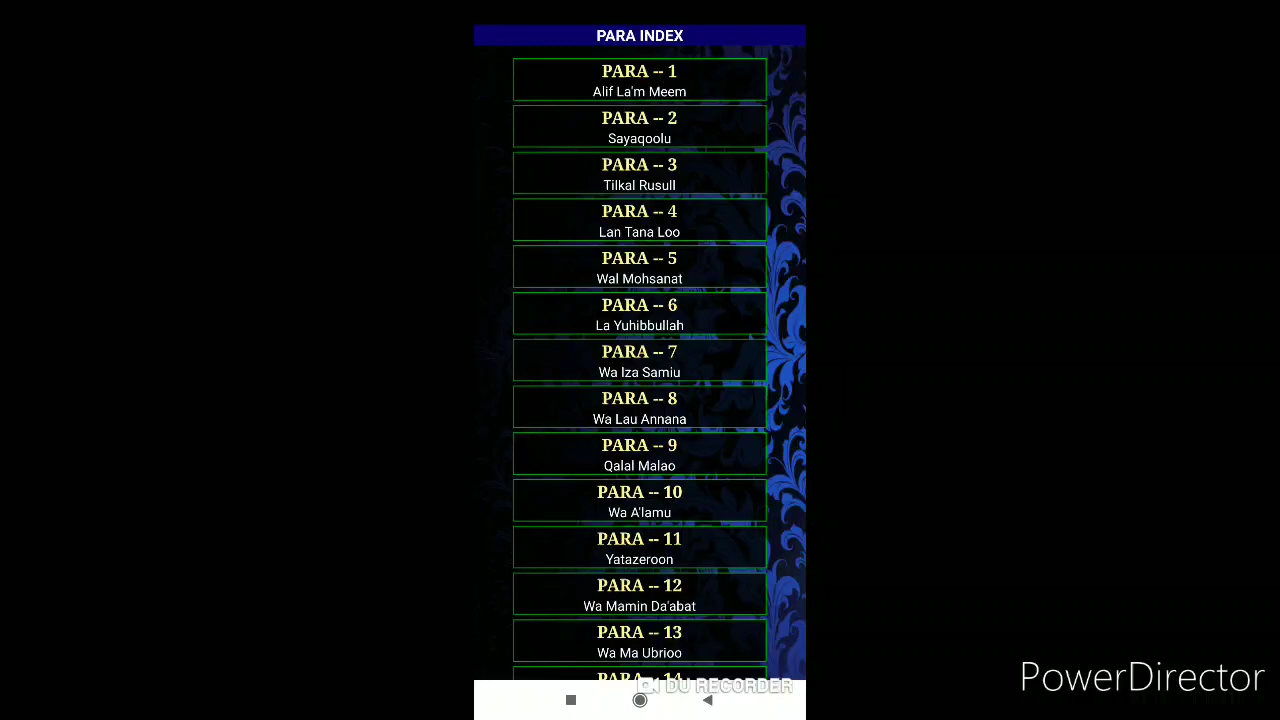 PARA INDEX
PARA -- 1
Alif La'm Meem
PARA -- 2
Sayaqoolu
PARA -- 3
Tilkal Rusull
PARA -- 4
Lan Tana Loo
PARA -- 5
Wal Mohsanat
PARA -- 6
La Yuhibbullah
PARA -- 7
Wa Iza Samiu
PARA -- 8
Wa Lau Annana
PARA -- 9
Qalal Malao
PARA -- 10
Wa A'lamu
PARA -- 11
Yatazeroon
PARA -- 12
Wa Mamin Da'abat
PARA -- 13
Wa Ma Ubrioo
PARA -- 14
DU RECORDER
PowerDirector